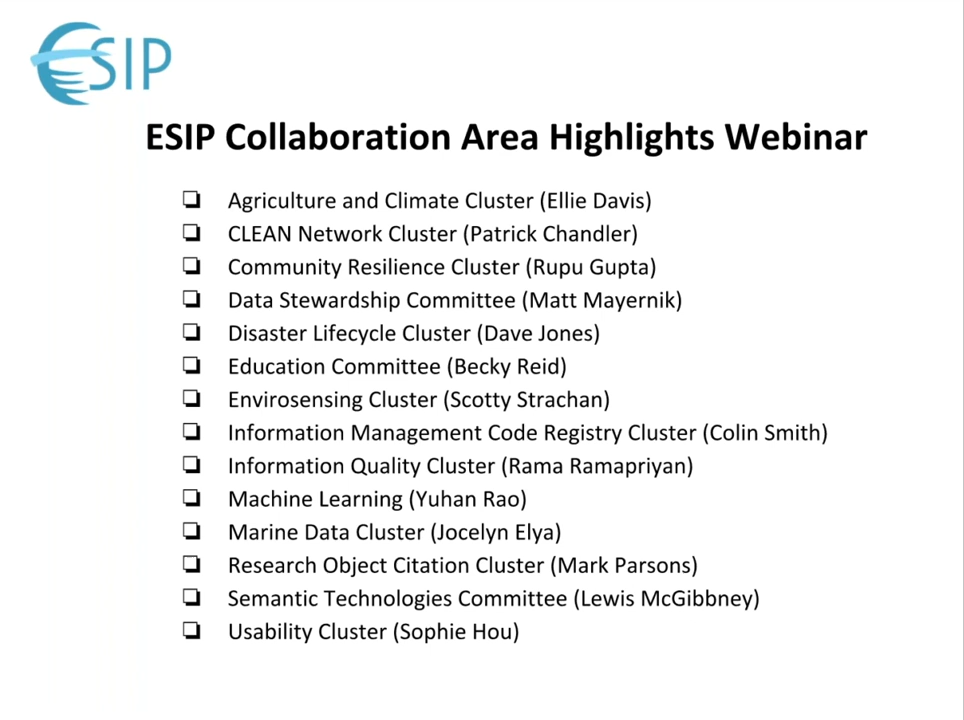 ESIP
ESIP Collaboration Area Highlights Webinar
❏ Agriculture and Climate Cluster (Ellie Davis)
❏ CLEAN Network Cluster (Patrick Chandler)
❏ Community Resilience Cluster (Rupu Gupta)
❏ Data Stewardship Committee (Matt Mayernik)
❏ Disaster Lifecycle Cluster (Dave Jones)
❏ Education Committee (Becky Reid)
❏ Envirosensing Cluster (Scotty Strachan)
❏ Information Management Code Registry Cluster (Colin Smith)
❏ Information Quality Cluster (Rama Ramapriyan)
❏ Machine Learning (Yuhan Rao)
❏ Marine Data Cluster (Jocelyn Elya)
❏ Research Object Citation Cluster (Mark Parsons)
❏ Semantic Technologies Committee (Lewis McGibbney)
❏ Usability Cluster (Sophie Hou)